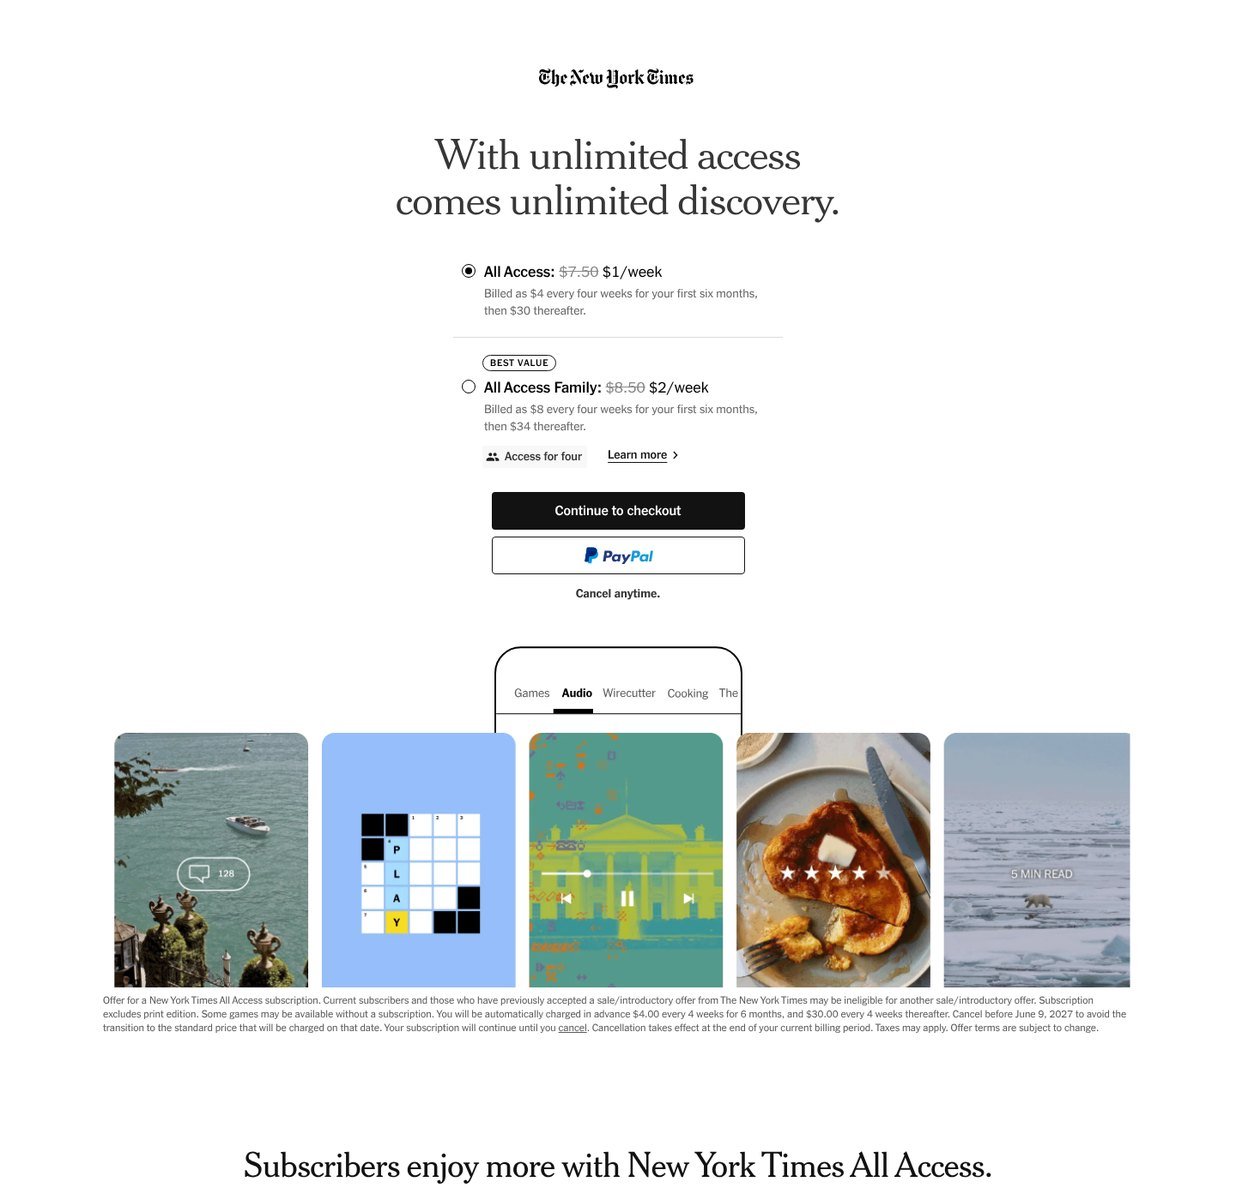 The New York Times
With unlimited access
comes unlimited discovery.
All Access: $7.50 $1/week
Billed as $4 every four weeks for your first six months,
then $30 thereafter.
BEST VALUE
All Access Family: $8.50 $2/week
Billed as $8 every four weeks for your first six months,
then $34 thereafter.
Access for four
Learn more
Continue to checkout
PayPal
Cancel anytime.
Games Audio Wirecutter Cooking The
128
1 2 3
4
P
5
L
6
A
7
Y
5 MIN READ
Offer for a New York Times All Access subscription. Current subscribers and those who have previously accepted a sale/introductory offer from The New York Times may be ineligible for another sale/introductory offer. Subscription
excludes print edition. Some games may be available without a subscription. You will be automatically charged in advance $4.00 every 4 weeks for 6 months, and $30.00 every 4 weeks thereafter. Cancel before June 9, 2027 to avoid the
transition to the standard price that will be charged on that date. Your subscription will continue until you cancel. Cancellation takes effect at the end of your current billing period. Taxes may apply. Offer terms are subject to change.
Subscribers enjoy more with New York Times All Access.